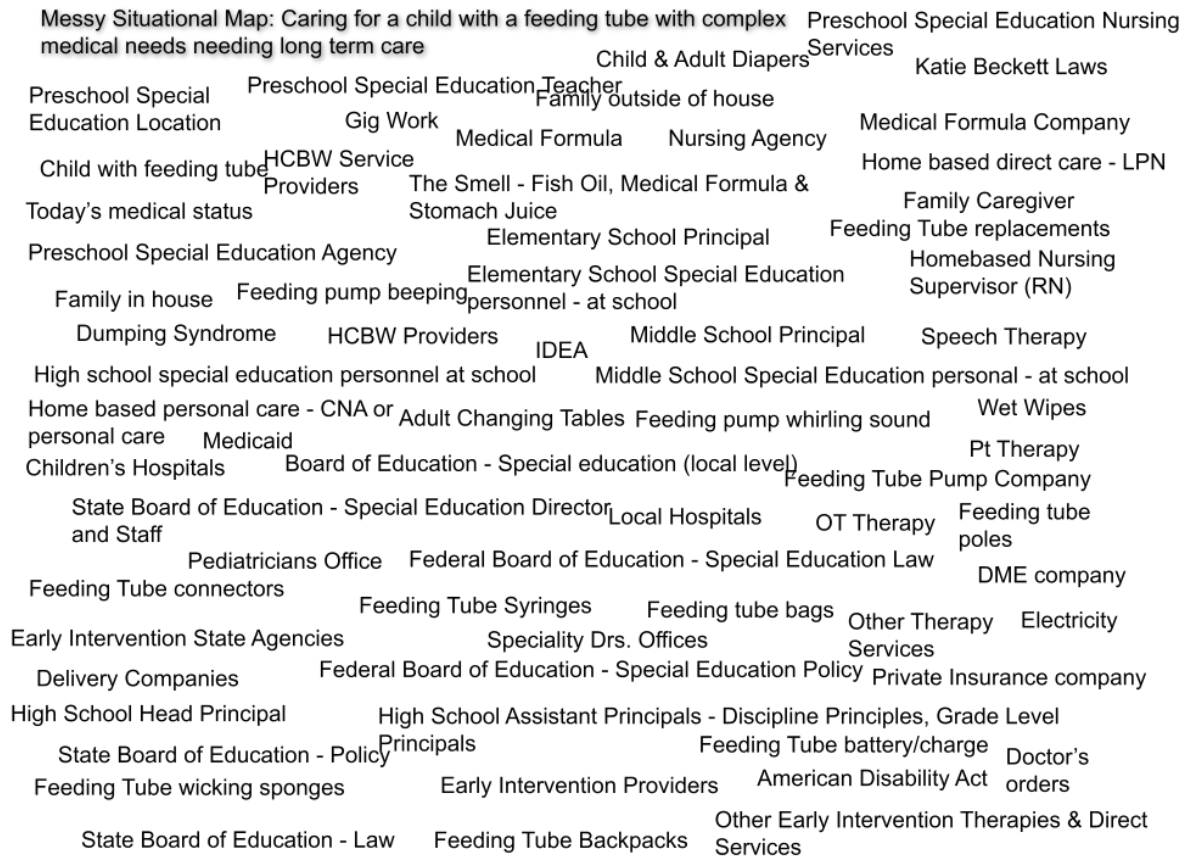 Messy Situational Map: Caring for a child with a feeding tube with complex
medical needs needing long term care
Preschool Special Education Nursing
Services
Child & Adult Diapers
Katie Beckett Laws
Preschool Special Education Teacher
Preschool Special
Education Location
Family outside of house
Gig Work
Medical Formula
Nursing Agency
Medical Formula Company
Child with feeding tube
HCBW Service
Providers
Home based direct care - LPN
The Smell - Fish Oil, Medical Formula &
Stomach Juice
Today's medical status
Family Caregiver
Feeding Tube replacements
Elementary School Principal
Preschool Special Education Agency
Homebased Nursing
Supervisor (RN)
Elementary School Special Education
personnel - at school
Family in house
Feeding pump beeping
Dumping Syndrome
HCBW Providers
IDEA
Middle School Principal
Speech Therapy
High school special education personnel at school
Middle School Special Education personal - at school
Home based personal care - CNA or
personal care
Adult Changing Tables
Feeding pump whirling sound
Wet Wipes
Medicaid
Pt Therapy
Children's Hospitals
Board of Education - Special education (local level)
Feeding Tube Pump Company
State Board of Education - Special Education Director
and Staff
Local Hospitals
OT Therapy
Feeding tube
poles
Pediatricians Office
Federal Board of Education - Special Education Law
DME company
Feeding Tube connectors
Feeding Tube Syringes
Feeding tube bags
Other Therapy
Services
Electricity
Early Intervention State Agencies
Speciality Drs. Offices
Delivery Companies
Federal Board of Education - Special Education Policy
Private Insurance company
High School Head Principal
High School Assistant Principals - Discipline Principles, Grade Level
Principals
State Board of Education - Policy
Feeding Tube battery/charge
Doctor's
orders
Feeding Tube wicking sponges
Early Intervention Providers
American Disability Act
State Board of Education - Law
Feeding Tube Backpacks
Other Early Intervention Therapies & Direct
Services